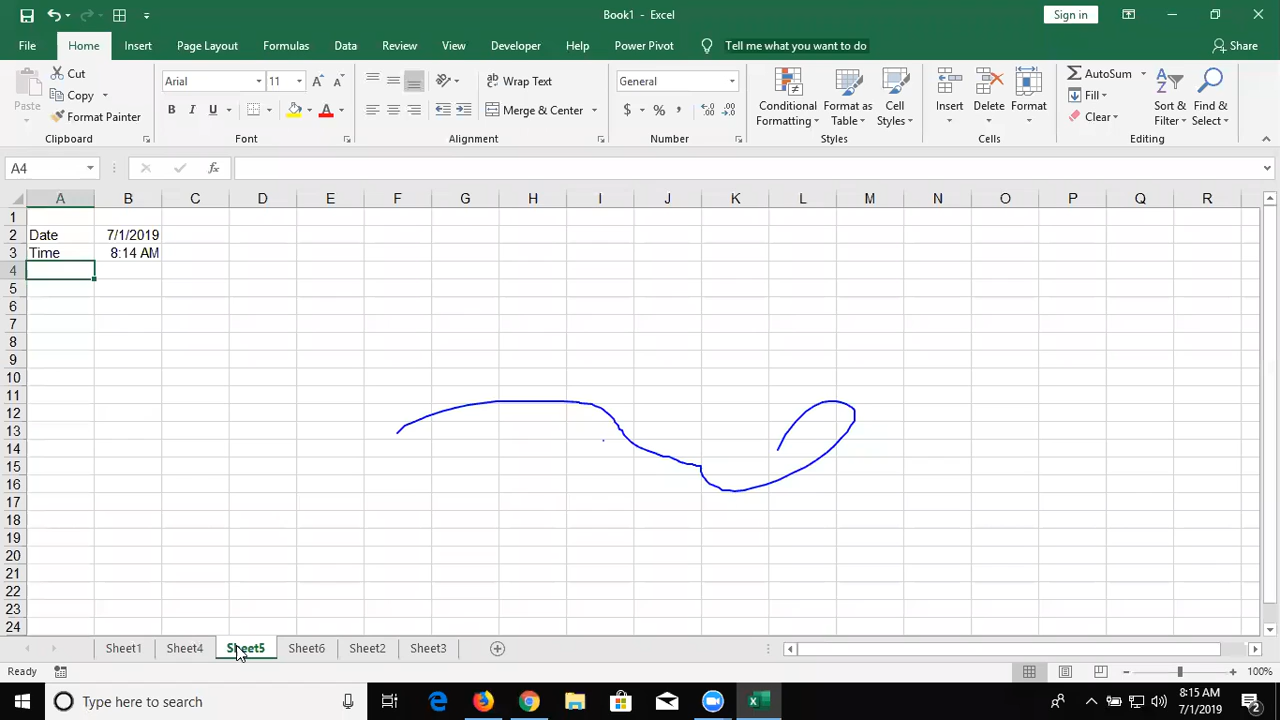 Book1 - Excel
Sign in
File Home Insert Page Layout Formulas Data Review View Developer Help Power Pivot Tell me what you want to do Share
Paste
Cut
Copy
Format Painter
Clipboard
Arial 11
B I U
Font
Wrap Text
Merge & Center
Alignment
General
$ % ,
Number
Conditional Formatting
Format as Table
Cell Styles
Styles
Insert
Delete
Format
Cells
AutoSum
Fill
Clear
Sort & Filter
Find & Select
Editing
A4 fx
A B C D E F G H I J K L M N O P Q R
1
2 Date 7/1/2019
3 Time 8:14 AM
4
5
6
7
8
9
10
11
12
13
14
15
16
17
18
19
20
21
22
23
24
Sheet1 Sheet4 Sheet5 Sheet6 Sheet2 Sheet3
Ready 100%
Type here to search
8:15 AM
7/1/2019
2